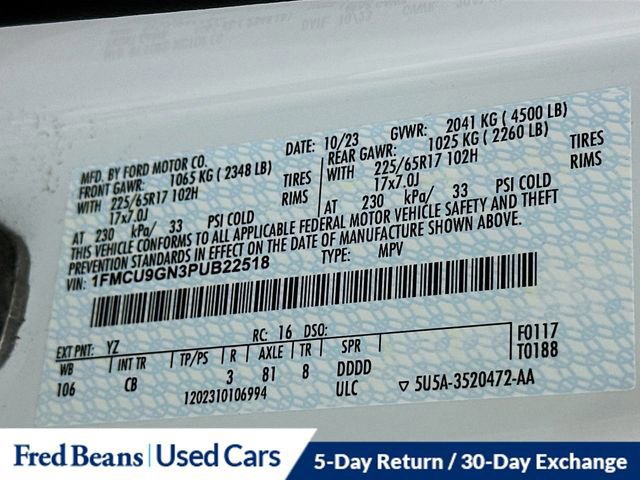 MFD. BY FORD MOTOR CO.
DATE: 10/23 GVWR: 2041 KG ( 4500 LB)
FRONT GAWR: 1065 KG ( 2348 LB)
REAR GAWR: 1025 KG ( 2260 LB)
WITH 225/65R17 102H TIRES
225/65R17 102H TIRES
17x7.0J RIMS
17x7.0J RIMS
AT 230 kPa/ 33 PSI COLD
AT 230 kPa/ 33 PSI COLD
THIS VEHICLE CONFORMS TO ALL APPLICABLE FEDERAL MOTOR VEHICLE SAFETY AND THEFT
PREVENTION STANDARDS IN EFFECT ON THE DATE OF MANUFACTURE SHOWN ABOVE.
VIN: 1FMCU9GN3PUB22518
TYPE: MPV
EXT PNT: YZ RC: 16 DSO:
F0117
T0188
WB INT TR TP/PS R AXLE TR SPR
106 CB 3 81 8 DDDD
1202310106994 ULC 5U5A-3520472-AA
Fred Beans Used Cars
5-Day Return / 30-Day Exchange